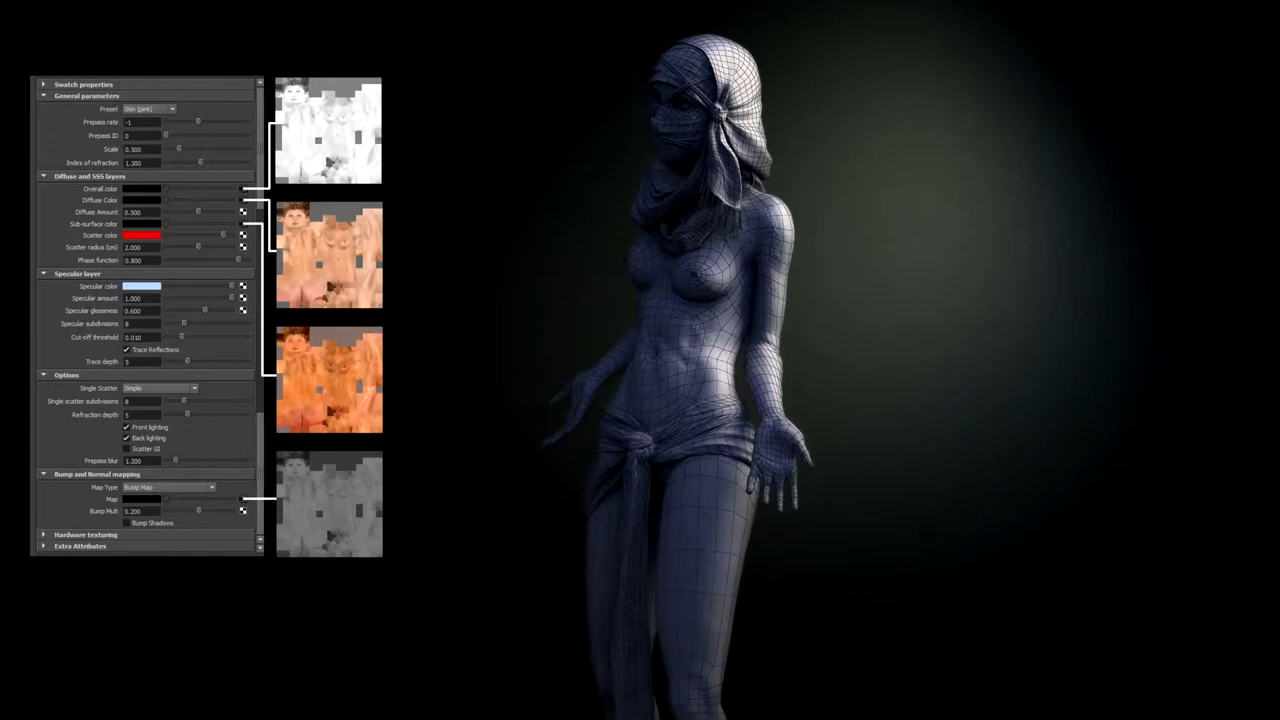 Swatch properties
General parameters
Preset Skin (pink)
Prepass rate -1
Prepass ID 0
Scale 0.500
Index of refraction 1.300
Diffuse and SSS layers
Overall color
Diffuse Color
Diffuse Amount 0.500
Sub-surface color
Scatter color
Scatter radius (cm) 2.000
Phase function 0.800
Specular layer
Specular color
Specular amount 1.000
Specular glossiness 0.600
Specular subdivisions 8
Cut-off threshold 0.010
Trace Reflections
Trace depth 5
Options
Single Scatter Simple
Single scatter subdivisions 8
Refraction depth 5
Front lighting
Back lighting
Scatter GI
Prepass blur 1.200
Bump and Normal mapping
Map Type Bump Map
Map
Bump Mult 0.200
Bump Shadows
Hardware texturing
Extra Attributes